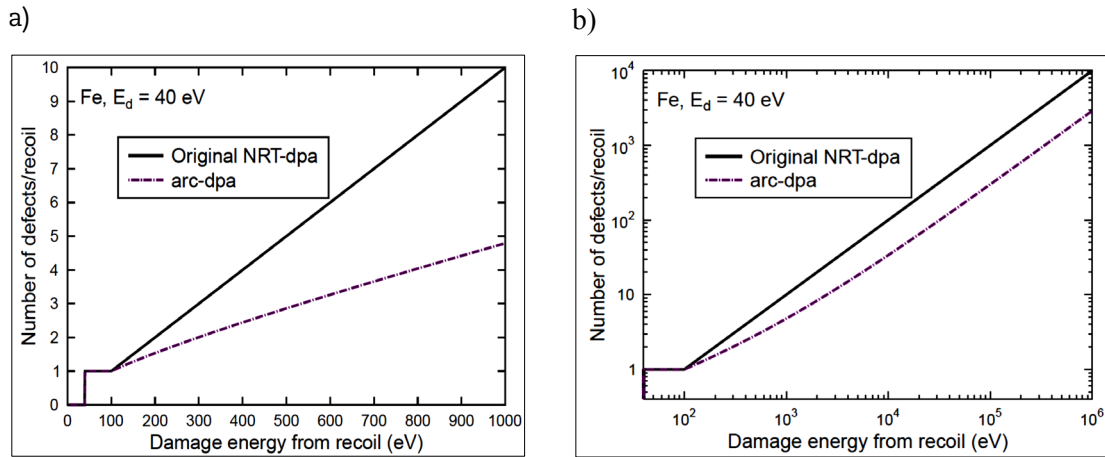 a)
b)
10
9
8
7
6
5
4
3
2
1
0
Number of defects/recoil
Fe, E_d = 40 eV
Original NRT-dpa
arc-dpa
0 100 200 300 400 500 600 700 800 900 1000
Damage energy from recoil (eV)
10^4
10^3
10^2
10
1
Number of defects/recoil
Fe, E_d = 40 eV
Original NRT-dpa
arc-dpa
10^2 10^3 10^4 10^5 10^6
Damage energy from recoil (eV)